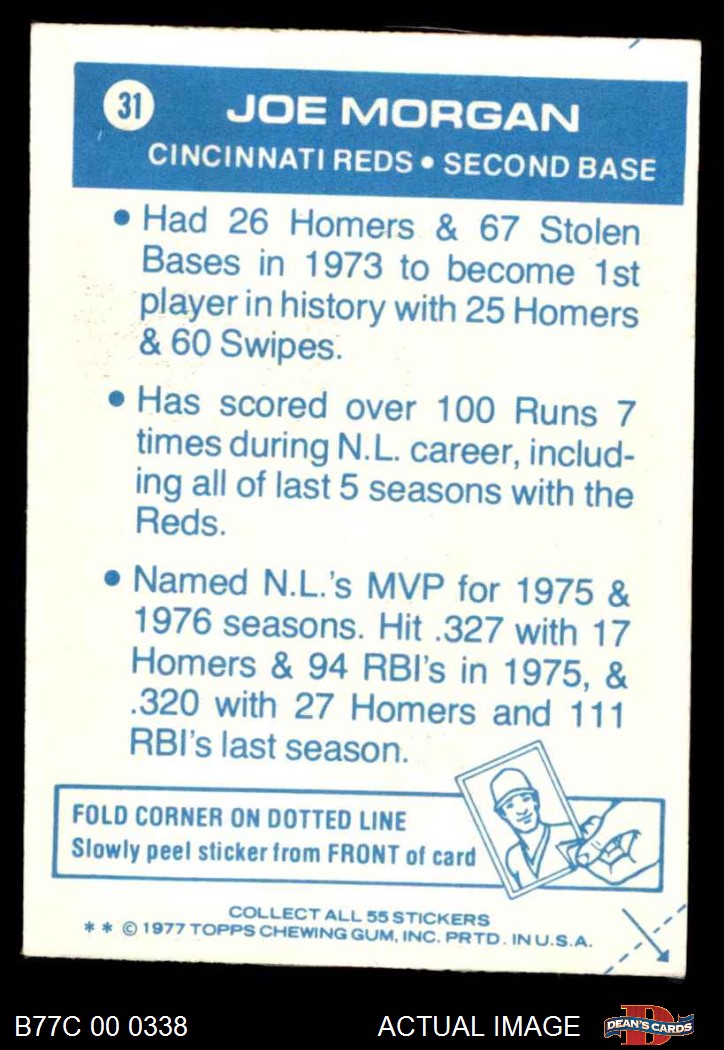 31
JOE MORGAN
CINCINNATI REDS • SECOND BASE
• Had 26 Homers & 67 Stolen
Bases in 1973 to become 1st
player in history with 25 Homers
& 60 Swipes.
• Has scored over 100 Runs 7
times during N.L. career, includ-
ing all of last 5 seasons with the
Reds.
• Named N.L.'s MVP for 1975 &
1976 seasons. Hit .327 with 17
Homers & 94 RBI's in 1975, &
.320 with 27 Homers and 111
RBI's last season.
FOLD CORNER ON DOTTED LINE
Slowly peel sticker from FRONT of card
COLLECT ALL 55 STICKERS
* * © 1977 TOPPS CHEWING GUM, INC. PRTD. IN U.S.A.
B77C 00 0338
ACTUAL IMAGE
D
DEAN'S CARDS